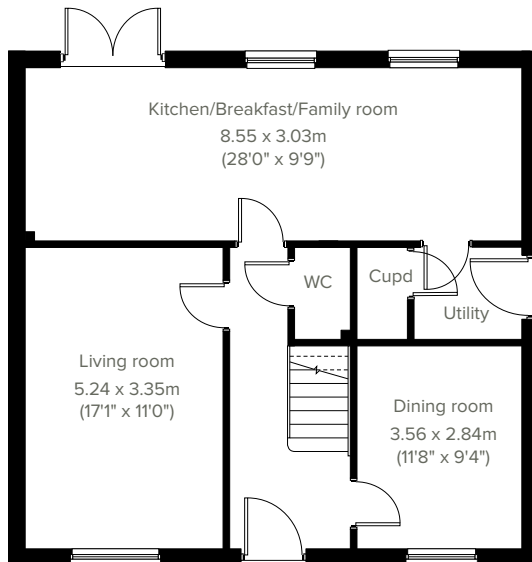 Kitchen/Breakfast/Family room
8.55 x 3.03m
(28'0" x 9'9")
WC
Cupd
Utility
Living room
5.24 x 3.35m
(17'1" x 11'0")
Dining room
3.56 x 2.84m
(11'8" x 9'4")